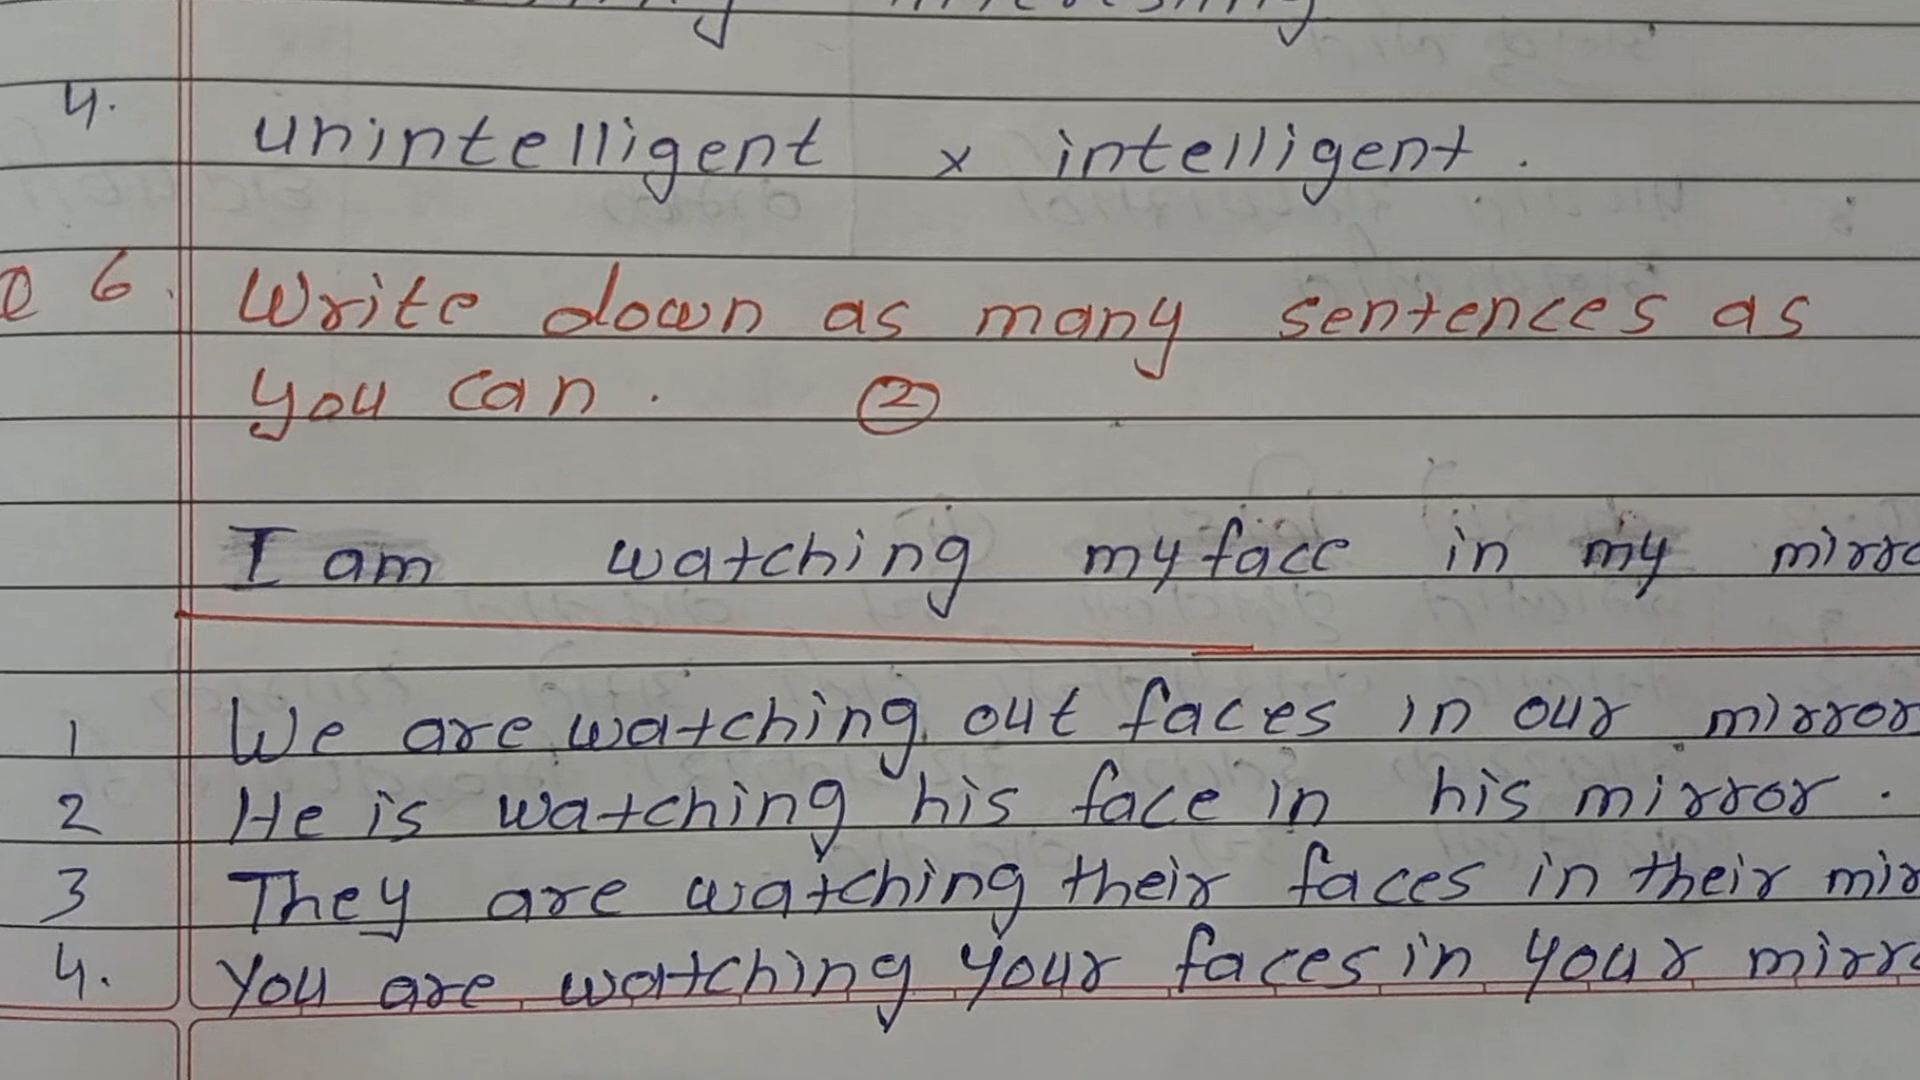 4. unintelligent x intelligent.
Q 6. Write down as many sentences as
you can. ②
I am watching my face in my
1 We are watching out faces in our mirror
2 He is watching his face in his mirror.
3 They are watching their faces in their
4. You are watching your faces in your